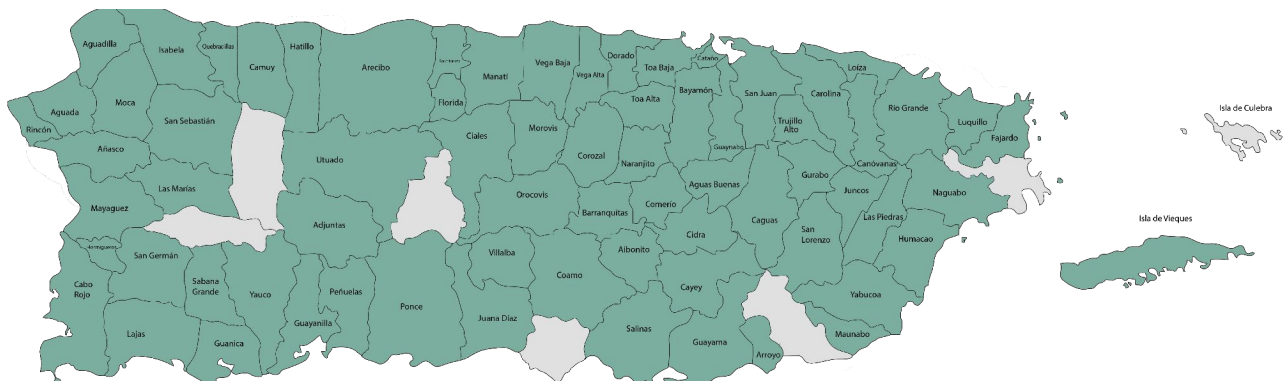 Aguadilla
Isabela
Quebradillas
Camuy
Hatillo
Arecibo
Manatí
Vega Baja
Vega Alta
Dorado
Toa Baja
Cataño
Bayamón
San Juan
Carolina
Loíza
Río Grande
Luquillo
Fajardo
Isla de Culebra
Aguada
Moca
Rincón
San Sebastián
Florida
Ciales
Morovis
Toa Alta
Corozal
Naranjito
Guaynabo
Trujillo
Alto
Canóvanas
Añasco
Las Marías
Utuado
Orocovis
Barranquitas
Comerío
Aguas Buenas
Gurabo
Juncos
Naguabo
Las Piedras
Mayaguez
Adjuntas
Caguas
Cidra
San
Lorenzo
Humacao
Isla de Vieques
Hormigueros
San Germán
Villalba
Aibonito
Cabo
Rojo
Sabana
Grande
Yauco
Peñuelas
Ponce
Coamo
Cayey
Yabucoa
Guayanilla
Juana Díaz
Salinas
Guayama
Arroyo
Maunabo
Lajas
Guanica